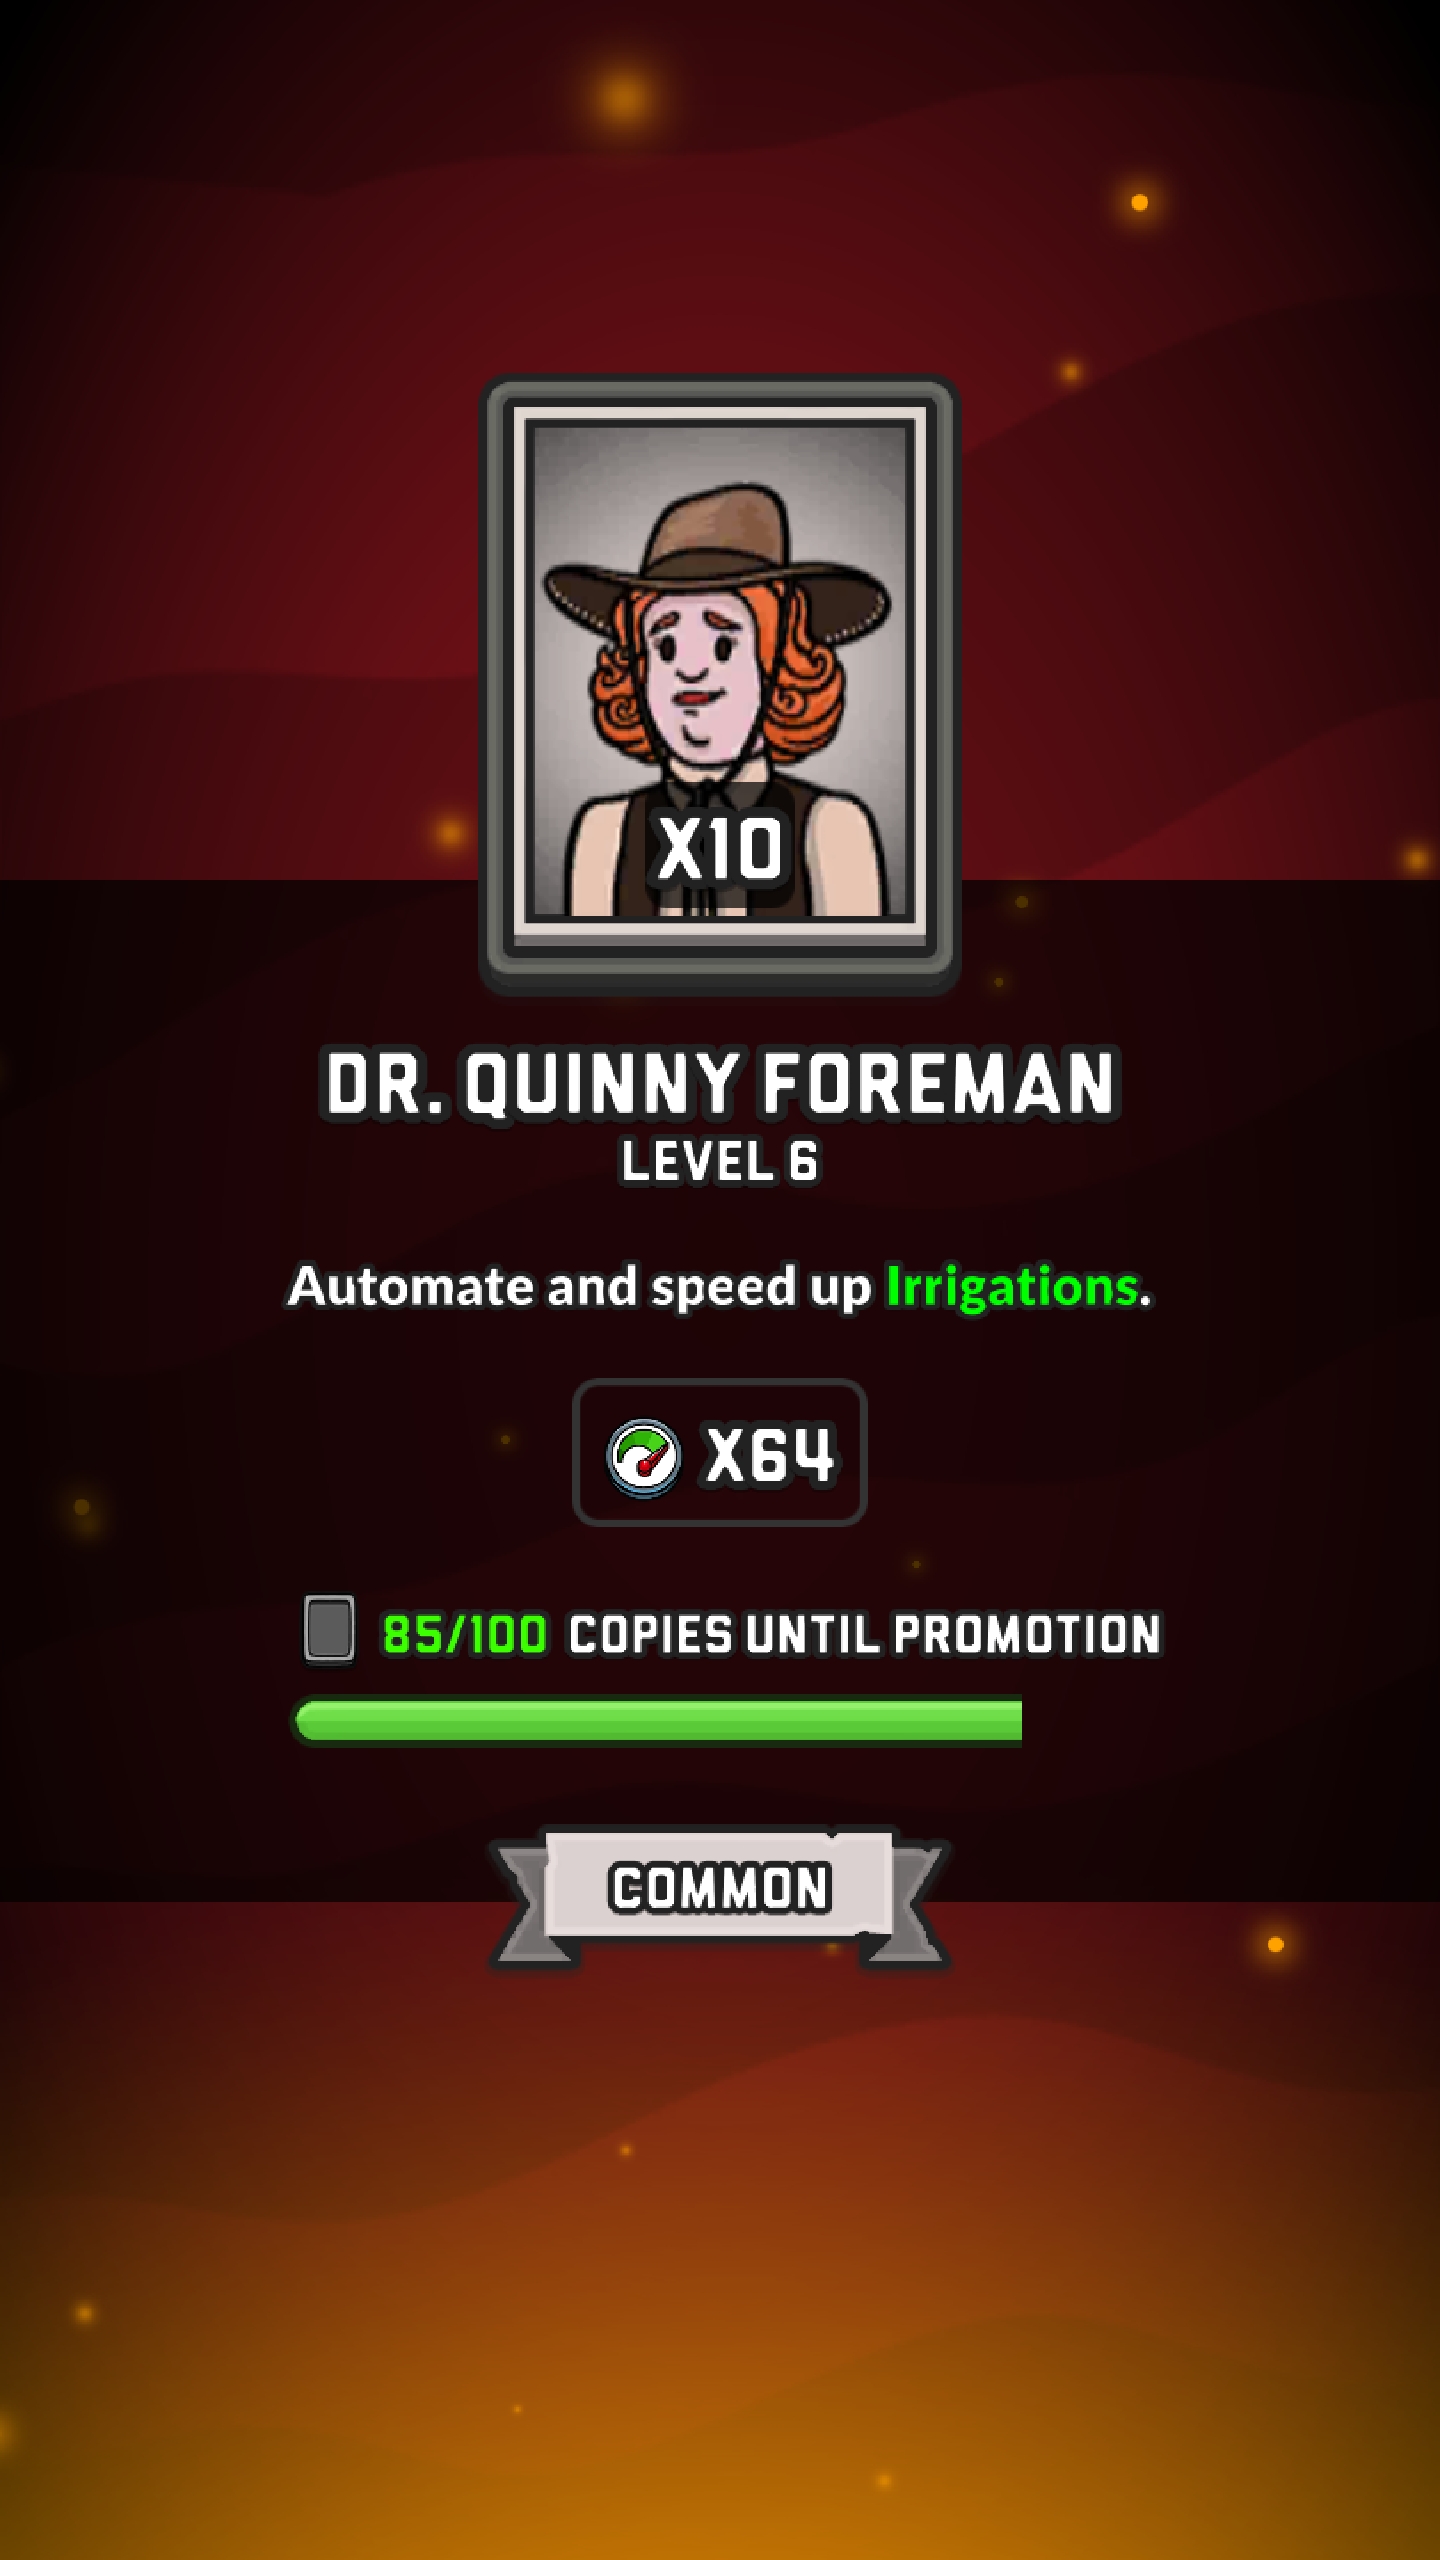 X10
DR. QUINNY FOREMAN
LEVEL 6
Automate and speed up Irrigations.
X64
85/100 COPIES UNTIL PROMOTION
COMMON